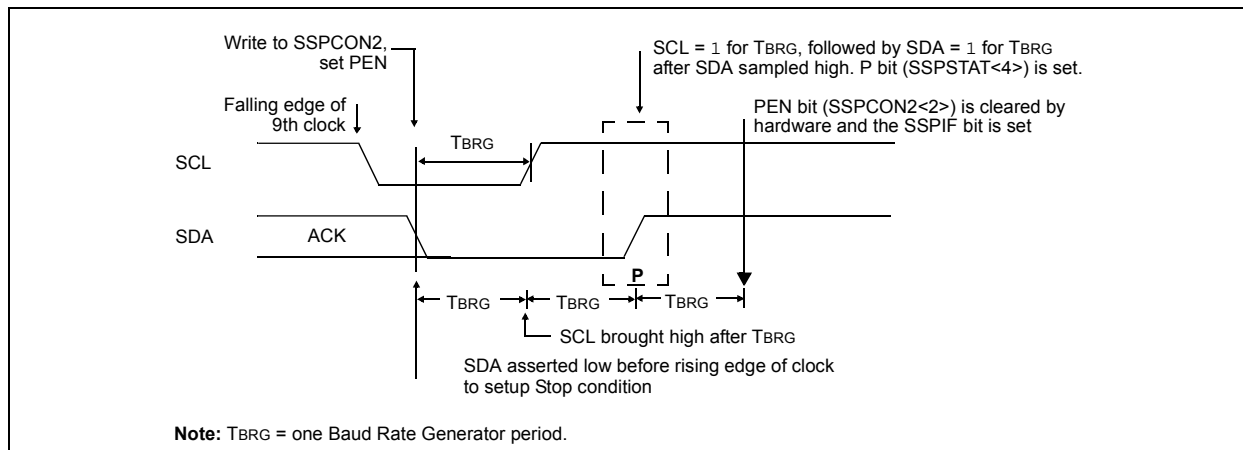 Write to SSPCON2,
set PEN
SCL = 1 for TBRG, followed by SDA = 1 for TBRG
after SDA sampled high. P bit (SSPSTAT<4>) is set.
Falling edge of
9th clock
PEN bit (SSPCON2<2>) is cleared by
hardware and the SSPIF bit is set
TBRG
SCL
SDA
ACK
P
TBRG
TBRG
TBRG
SCL brought high after TBRG
SDA asserted low before rising edge of clock
to setup Stop condition
Note: TBRG = one Baud Rate Generator period.